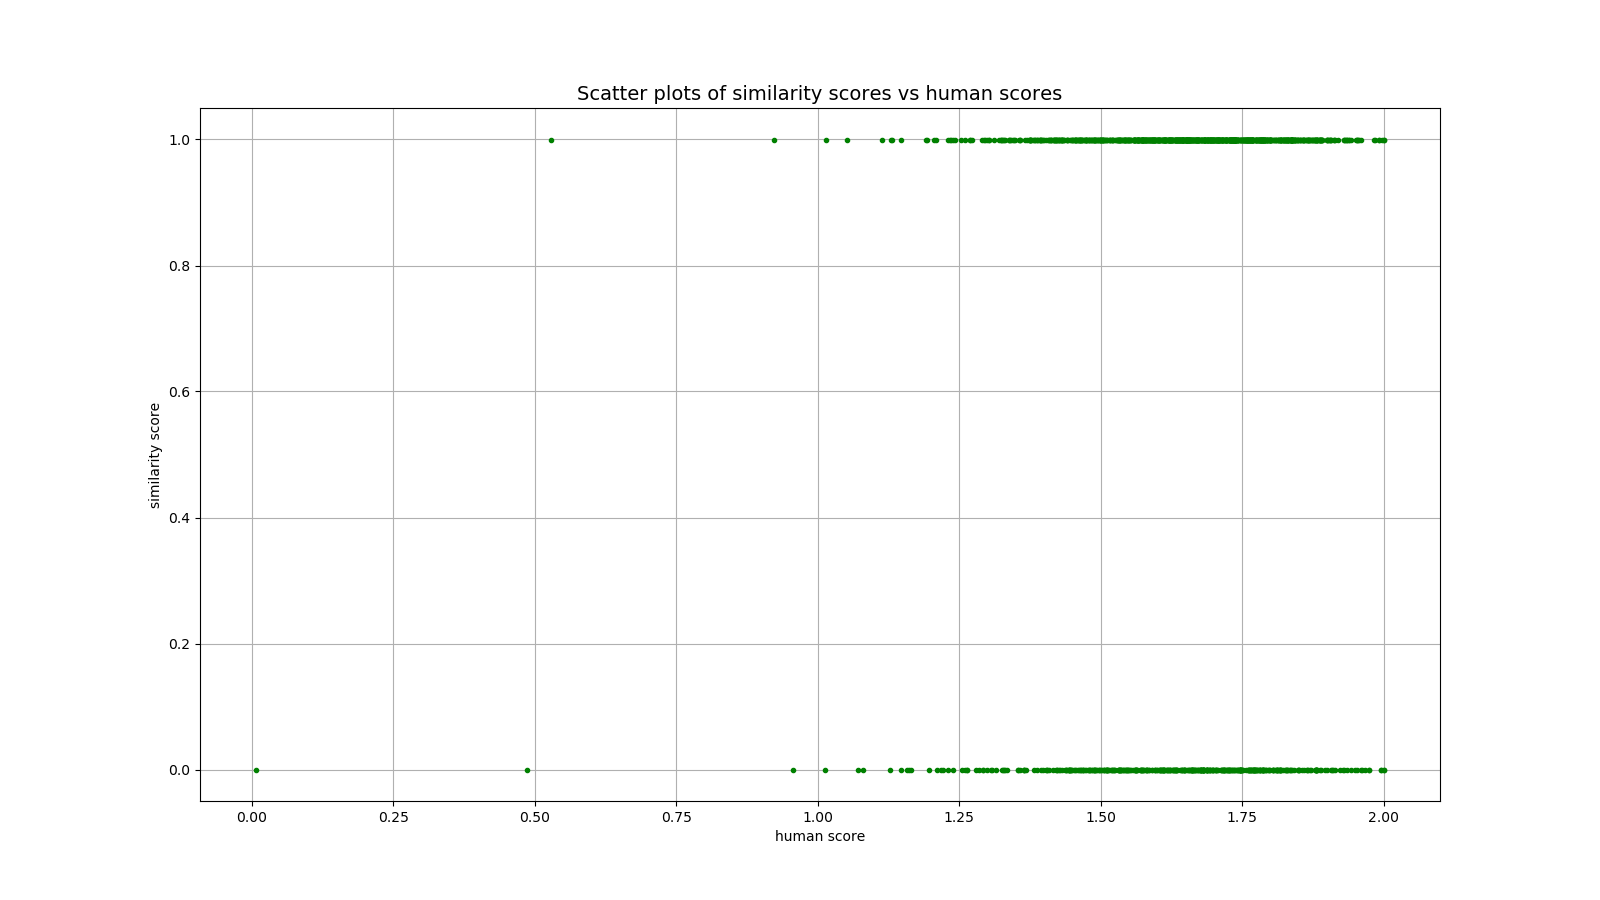 Scatter plots of similarity scores vs human scores
1.0
0.8
0.6
0.4
0.2
0.0
similarity score
0.00 0.25 0.50 0.75 1.00 1.25 1.50 1.75 2.00
human score